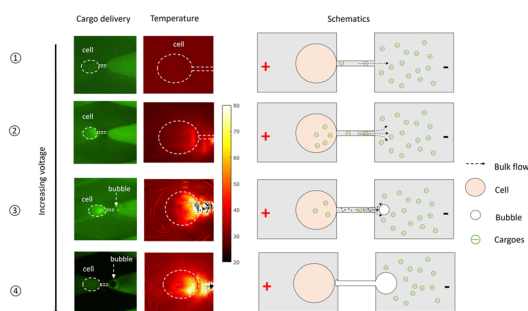 Cargo delivery Temperature Schematics
① cell cell + -
② cell + -
③ cell bubble + -
④ cell bubble + -
Increasing voltage
80
70
60
50
40
30
20
Bulk flow
Cell
Bubble
Cargoes